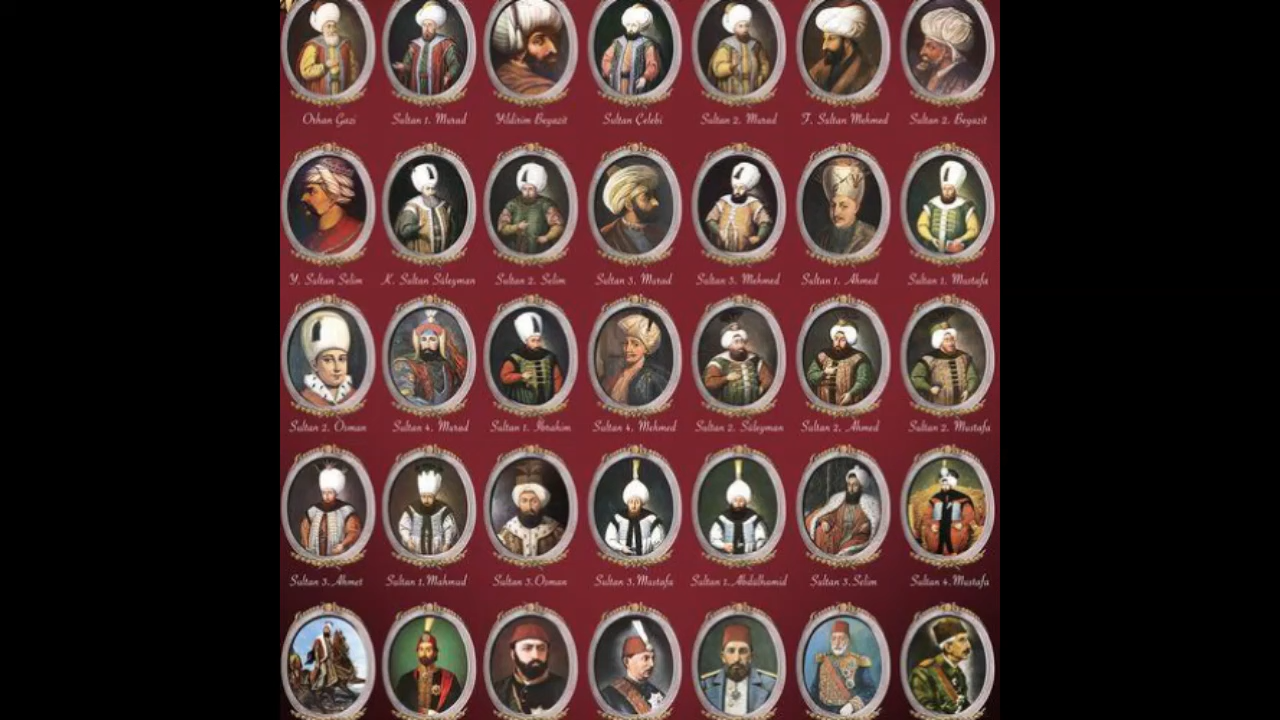 Orhan Gazi Sultan 1. Murad Yildirim Beyazit Sultan Çelebi Sultan 2. Murad F. Sultan Mehmed Sultan 2. Beyazit
Y. Sultan Selim K. Sultan Süleyman Sultan 2. Selim Sultan 3. Murad Sultan 3. Mehmed Sultan 1. Ahmed Sultan 1. Mustafa
Sultan 2. Osman Sultan 4. Murad Sultan 1. İbrahim Sultan 4. Mehmed Sultan 2. Süleyman Sultan 2. Ahmed Sultan 2. Mustafa
Sultan 3. Ahmet Sultan 1. Mahmud Sultan 3. Osman Sultan 3. Mustafa Sultan 1. Abdülhamid Sultan 3. Selim Sultan 4. Mustafa